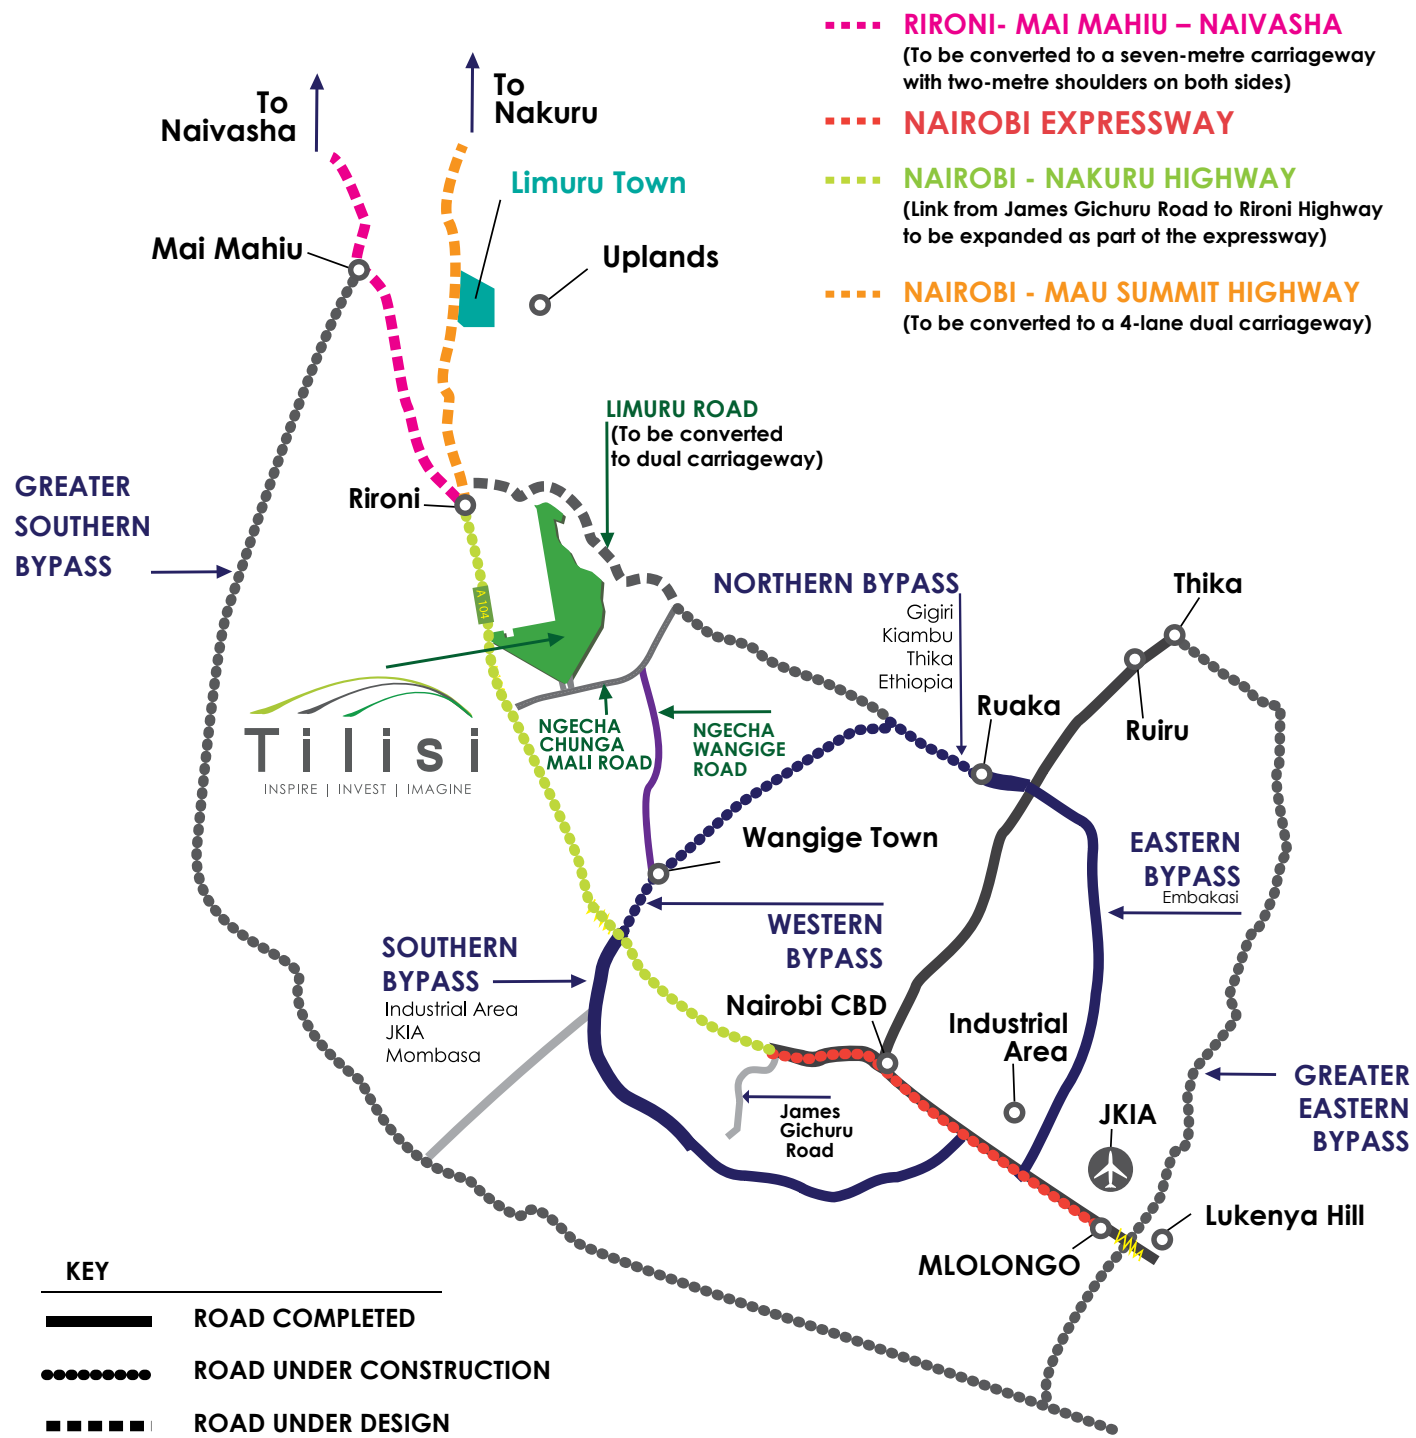 RIRONI- MAI MAHIU – NAIVASHA
(To be converted to a seven-metre carriageway
with two-metre shoulders on both sides)
NAIROBI EXPRESSWAY
NAIROBI - NAKURU HIGHWAY
(Link from James Gichuru Road to Rironi Highway
to be expanded as part ot the expressway)
NAIROBI - MAU SUMMIT HIGHWAY
(To be converted to a 4-lane dual carriageway)
To
Naivasha
To
Nakuru
Limuru Town
Mai Mahiu
Uplands
LIMURU ROAD
(To be converted
to dual carriageway)
GREATER
SOUTHERN
BYPASS
Rironi
A 104
NORTHERN BYPASS
Gigiri
Kiambu
Thika
Ethiopia
Thika
Ruiru
Ruaka
Tilisi
INSPIRE | INVEST | IMAGINE
NGECHA
CHUNGA
MALI ROAD
NGECHA
WANGIGE
ROAD
Wangige Town
EASTERN
BYPASS
Embakasi
WESTERN
BYPASS
SOUTHERN
BYPASS
Industrial Area
JKIA
Mombasa
Nairobi CBD
Industrial
Area
James
Gichuru
Road
JKIA
GREATER
EASTERN
BYPASS
Lukenya Hill
MLOLONGO
KEY
ROAD COMPLETED
ROAD UNDER CONSTRUCTION
ROAD UNDER DESIGN